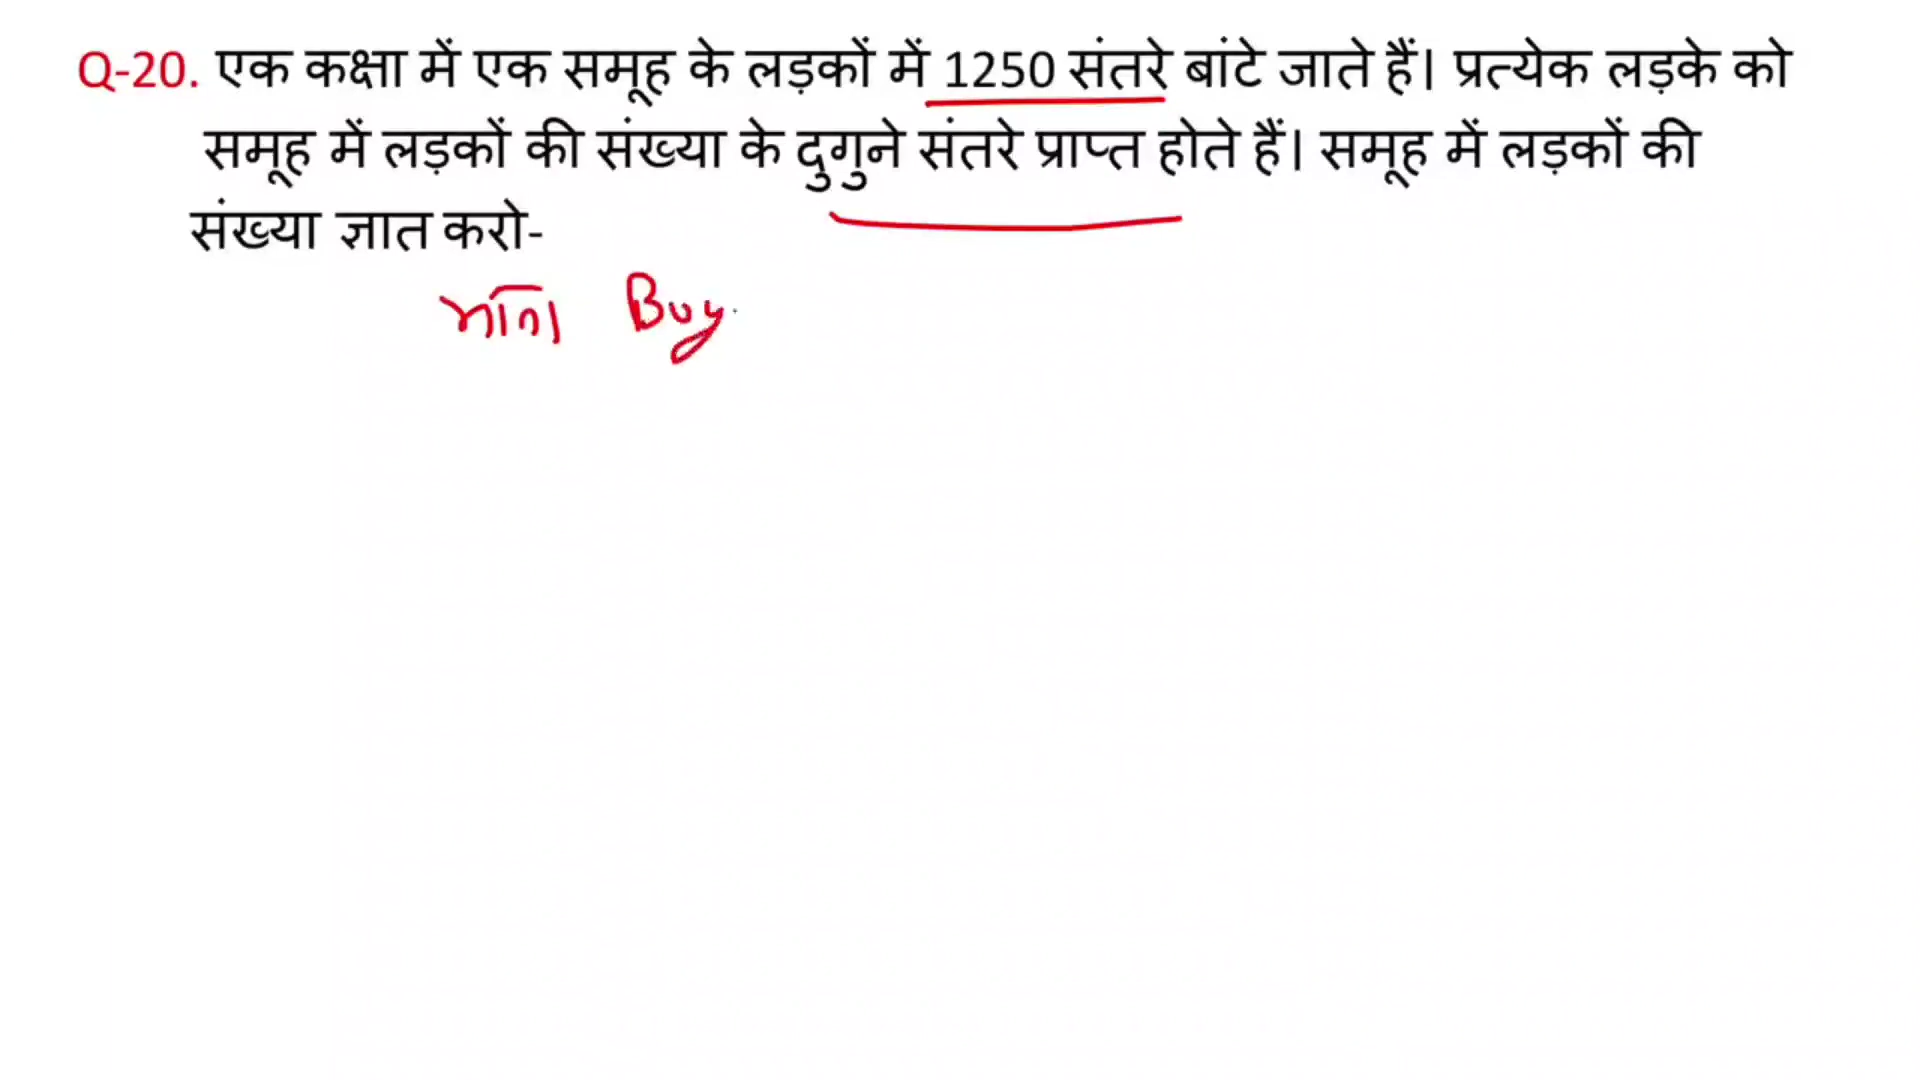 Q-20. एक कक्षा में एक समूह के लड़कों में 1250 संतरे बांटे जाते हैं। प्रत्येक लड़के को
समूह में लड़कों की संख्या के दुगुने संतरे प्राप्त होते हैं। समूह में लड़कों की
संख्या ज्ञात करो-
माना Boy